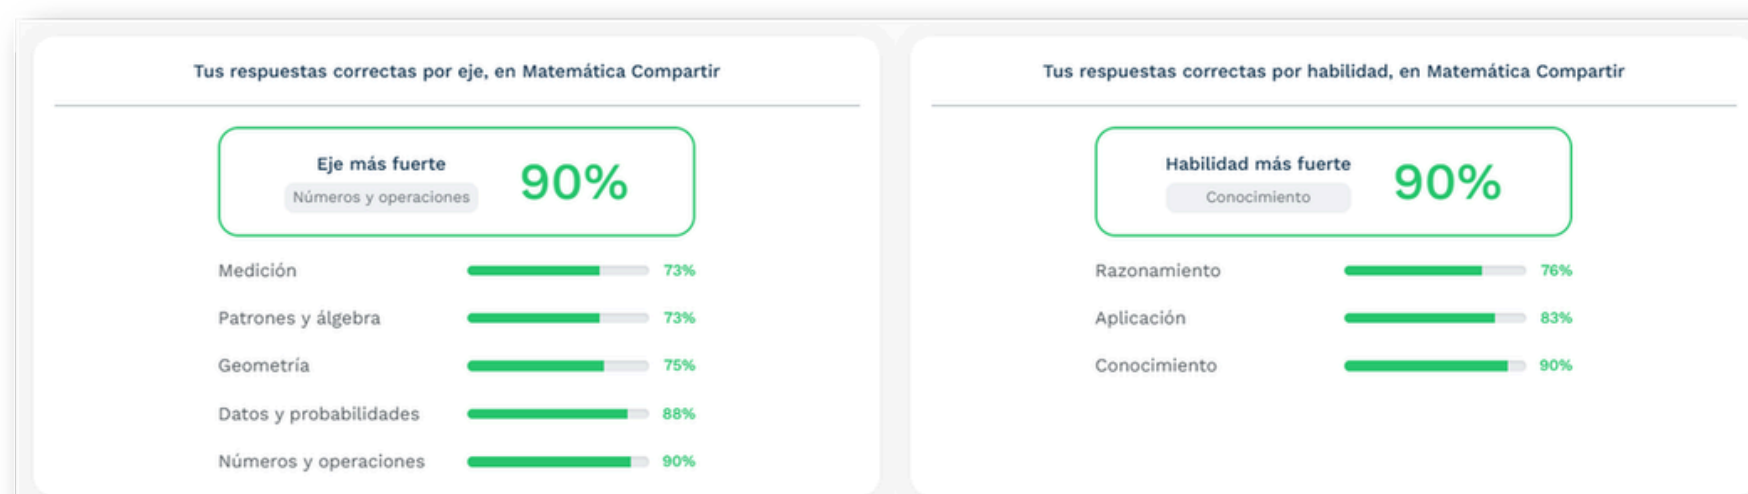 Tus respuestas correctas por eje, en Matemática Compartir
Eje más fuerte
Números y operaciones
90%
Medición 73%
Patrones y álgebra 73%
Geometría 75%
Datos y probabilidades 88%
Números y operaciones 90%
Tus respuestas correctas por habilidad, en Matemática Compartir
Habilidad más fuerte
Conocimiento
90%
Razonamiento 76%
Aplicación 83%
Conocimiento 90%